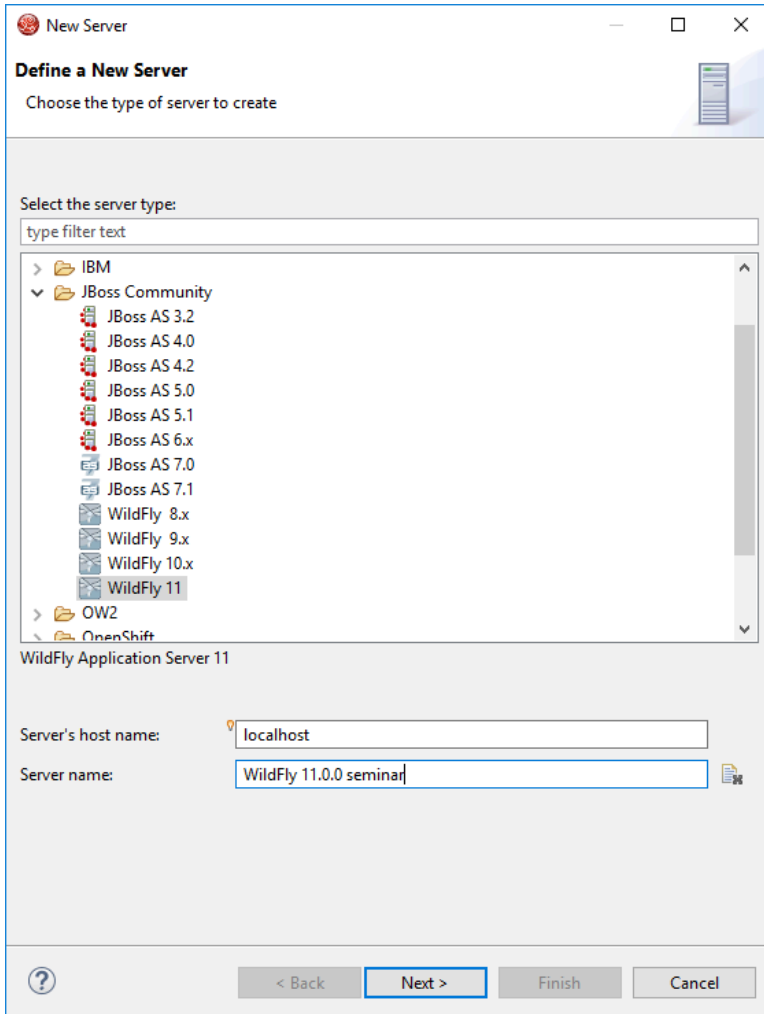 New Server
Define a New Server
Choose the type of server to create
Select the server type:
type filter text
IBM
JBoss Community
JBoss AS 3.2
JBoss AS 4.0
JBoss AS 4.2
JBoss AS 5.0
JBoss AS 5.1
JBoss AS 6.x
JBoss AS 7.0
JBoss AS 7.1
WildFly 8.x
WildFly 9.x
WildFly 10.x
WildFly 11
OW2
OpenShift
WildFly Application Server 11
Server's host name: localhost
Server name: WildFly 11.0.0 seminar
? < Back Next > Finish Cancel